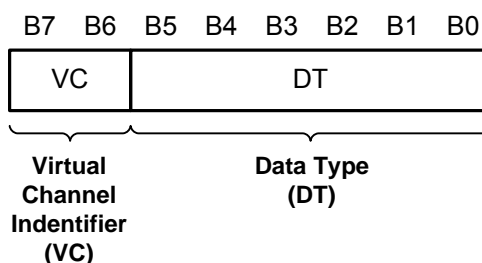 B7 B6 B5 B4 B3 B2 B1 B0
VC DT
Virtual
Channel
Indentifier
(VC)
Data Type
(DT)